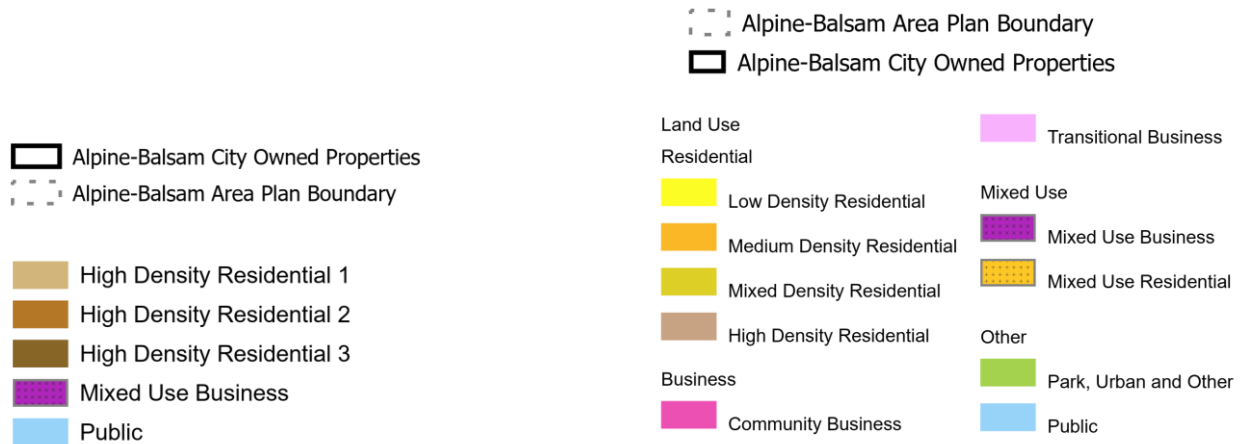 Alpine-Balsam City Owned Properties
Alpine-Balsam Area Plan Boundary
High Density Residential 1
High Density Residential 2
High Density Residential 3
Mixed Use Business
Public
Alpine-Balsam Area Plan Boundary
Alpine-Balsam City Owned Properties
Land Use
Residential
Low Density Residential
Medium Density Residential
Mixed Density Residential
High Density Residential
Business
Community Business
Transitional Business
Mixed Use
Mixed Use Business
Mixed Use Residential
Other
Park, Urban and Other
Public